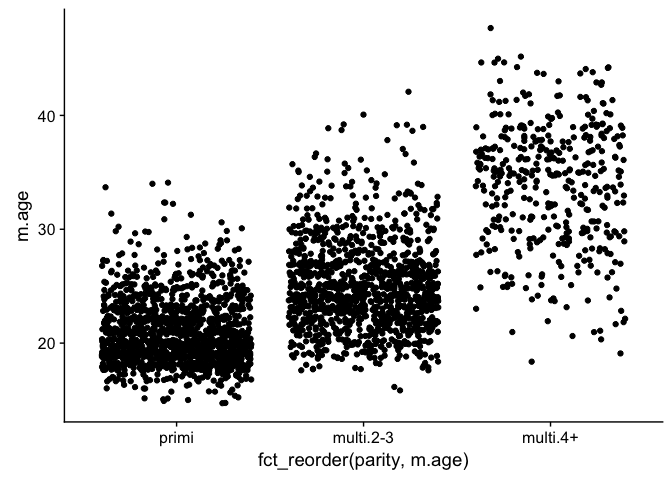 40
30
20
m.age
primi multi.2-3 multi.4+
fct_reorder(parity, m.age)